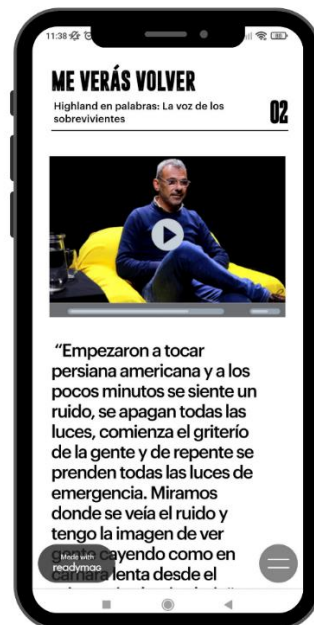 11:38
ME VERÁS VOLVER
Highland en palabras: La voz de los
sobrevivientes
02
“Empezaron a tocar
persiana americana y a los
pocos minutos se siente un
ruido, se apagan todas las
luces, comienza el griterío
de la gente y de repente se
prenden todas las luces de
emergencia. Miramos
donde se veía el ruido y
tengo la imagen de ver
gente cayendo como en
cámara lenta desde el
Made with
readymag